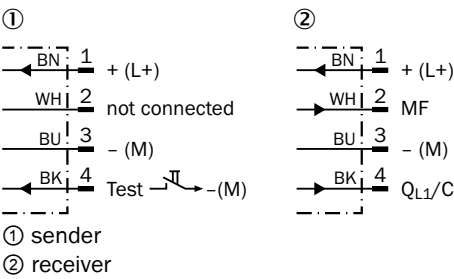 ① ②
BN 1 + (L+) BN 1 + (L+)
WH 2 not connected WH 2 MF
BU 3 – (M) BU 3 – (M)
BK 4 Test –(M) BK 4 QL1/C
① sender
② receiver